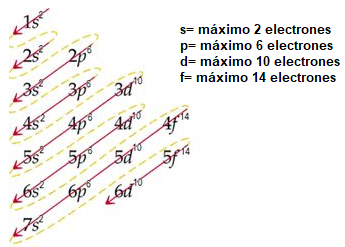 1s²
2s² 2p⁶
3s² 3p⁶ 3d¹⁰
4s² 4p⁶ 4d¹⁰ 4f¹⁴
5s² 5p⁶ 5d¹⁰ 5f¹⁴
6s² 6p⁶ 6d¹⁰
7s²
s= máximo 2 electrones
p= máximo 6 electrones
d= máximo 10 electrones
f= máximo 14 electrones